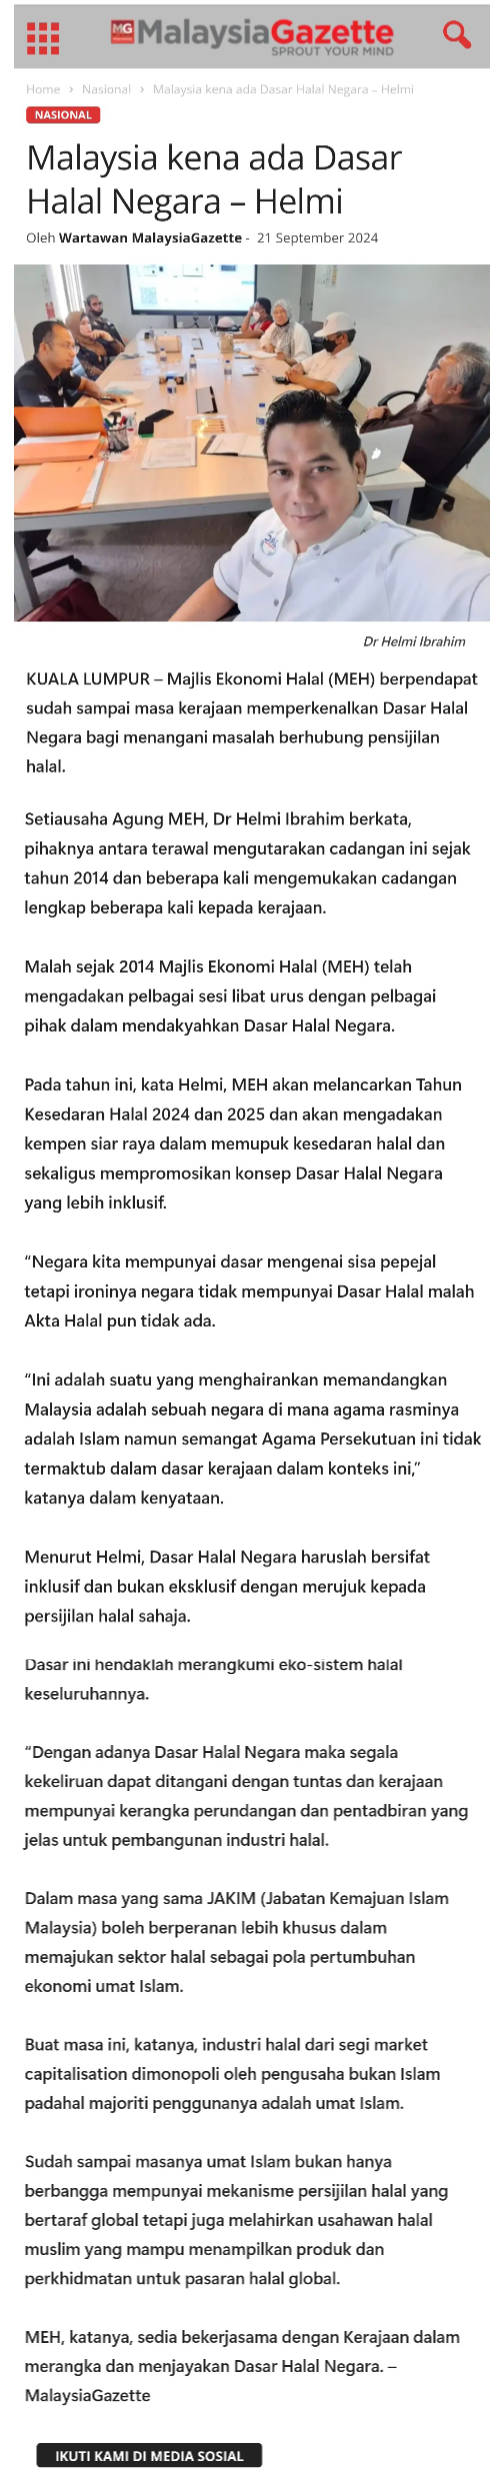 MG MalaysiaGazette
SPROUT YOUR MIND
Home › Nasional › Malaysia kena ada Dasar Halal Negara – Helmi
NASIONAL
Malaysia kena ada Dasar
Halal Negara – Helmi
Oleh Wartawan MalaysiaGazette - 21 September 2024
Dr Helmi Ibrahim
KUALA LUMPUR – Majlis Ekonomi Halal (MEH) berpendapat
sudah sampai masa kerajaan memperkenalkan Dasar Halal
Negara bagi menangani masalah berhubung pensijilan
halal.
Setiausaha Agung MEH, Dr Helmi Ibrahim berkata,
pihaknya antara terawal mengutarakan cadangan ini sejak
tahun 2014 dan beberapa kali mengemukakan cadangan
lengkap beberapa kali kepada kerajaan.
Malah sejak 2014 Majlis Ekonomi Halal (MEH) telah
mengadakan pelbagai sesi libat urus dengan pelbagai
pihak dalam mendakyahkan Dasar Halal Negara.
Pada tahun ini, kata Helmi, MEH akan melancarkan Tahun
Kesedaran Halal 2024 dan 2025 dan akan mengadakan
kempen siar raya dalam memupuk kesedaran halal dan
sekaligus mempromosikan konsep Dasar Halal Negara
yang lebih inklusif.
“Negara kita mempunyai dasar mengenai sisa pepejal
tetapi ironinya negara tidak mempunyai Dasar Halal malah
Akta Halal pun tidak ada.
“Ini adalah suatu yang menghairankan memandangkan
Malaysia adalah sebuah negara di mana agama rasminya
adalah Islam namun semangat Agama Persekutuan ini tidak
termaktub dalam dasar kerajaan dalam konteks ini,”
katanya dalam kenyataan.
Menurut Helmi, Dasar Halal Negara haruslah bersifat
inklusif dan bukan eksklusif dengan merujuk kepada
persijilan halal sahaja.
Dasar ini hendaklah merangkumi eko-sistem halal
keseluruhannya.
“Dengan adanya Dasar Halal Negara maka segala
kekeliruan dapat ditangani dengan tuntas dan kerajaan
mempunyai kerangka perundangan dan pentadbiran yang
jelas untuk pembangunan industri halal.
Dalam masa yang sama JAKIM (Jabatan Kemajuan Islam
Malaysia) boleh berperanan lebih khusus dalam
memajukan sektor halal sebagai pola pertumbuhan
ekonomi umat Islam.
Buat masa ini, katanya, industri halal dari segi market
capitalisation dimonopoli oleh pengusaha bukan Islam
padahal majoriti penggunanya adalah umat Islam.
Sudah sampai masanya umat Islam bukan hanya
berbangga mempunyai mekanisme persijilan halal yang
bertaraf global tetapi juga melahirkan usahawan halal
muslim yang mampu menampilkan produk dan
perkhidmatan untuk pasaran halal global.
MEH, katanya, sedia bekerjasama dengan Kerajaan dalam
merangka dan menjayakan Dasar Halal Negara. –
MalaysiaGazette
IKUTI KAMI DI MEDIA SOSIAL